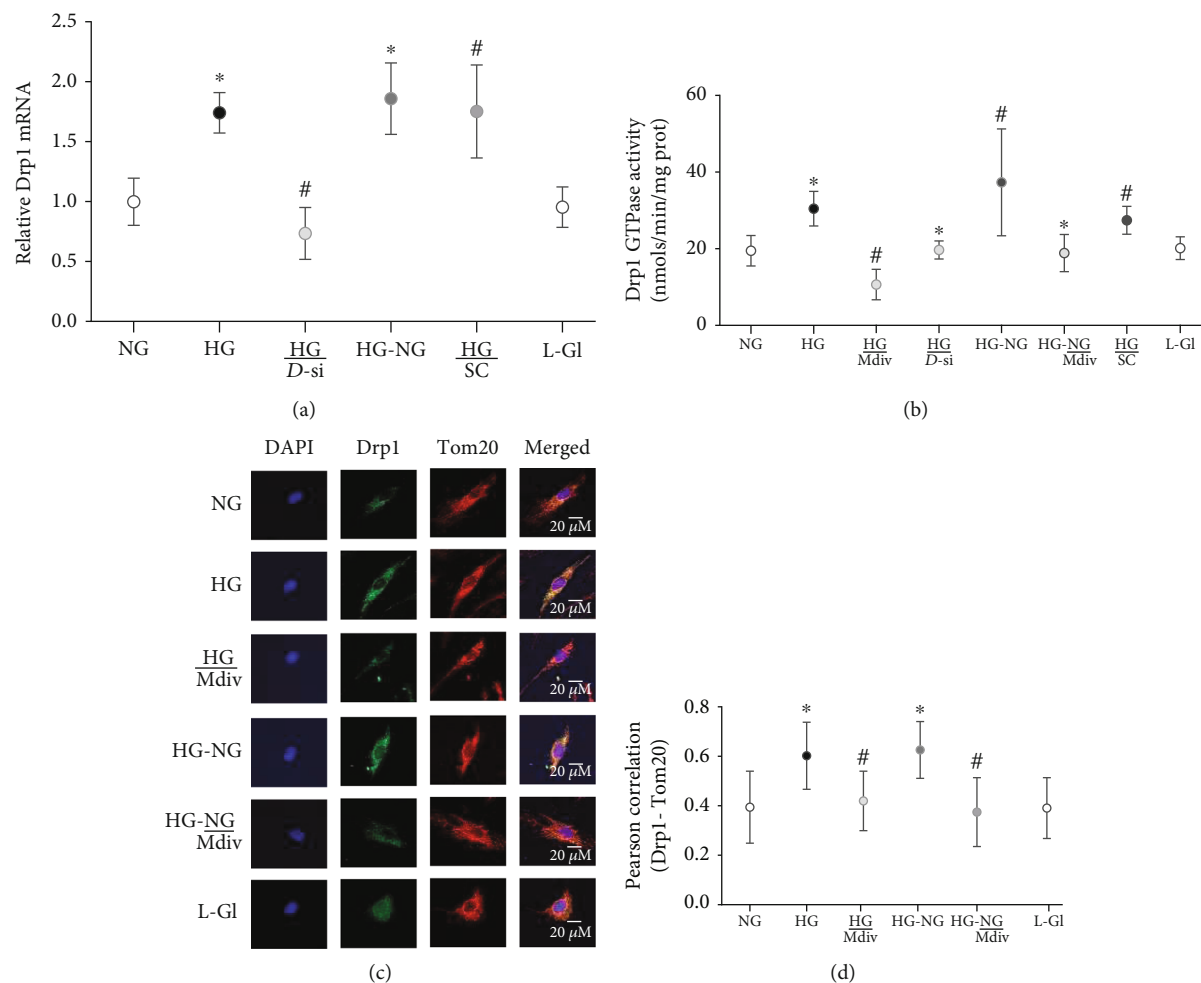 2.5
2.0
1.5
1.0
0.5
0.0
Relative Drp1 mRNA
*
#
*
#
NG
HG
HG
D-si
HG-NG
HG
SC
L-Gl
(a)
60
40
20
0
Drp1 GTPase activity
(nmols/min/mg prot)
*
#
*
#
*
#
NG
HG
HG
Mdiv
HG
D-si
HG-NG
HG-NG
Mdiv
HG
SC
L-Gl
(b)
DAPI Drp1 Tom20 Merged
NG
20 μM
HG
20 μM
HG
Mdiv
20 μM
HG-NG
20 μM
HG-NG
Mdiv
20 μM
L-Gl
20 μM
(c)
0.8
0.6
0.4
0.2
0.0
Pearson correlation
(Drp1- Tom20)
*
#
*
#
NG
HG
HG
Mdiv
HG-NG
HG-NG
Mdiv
L-Gl
(d)